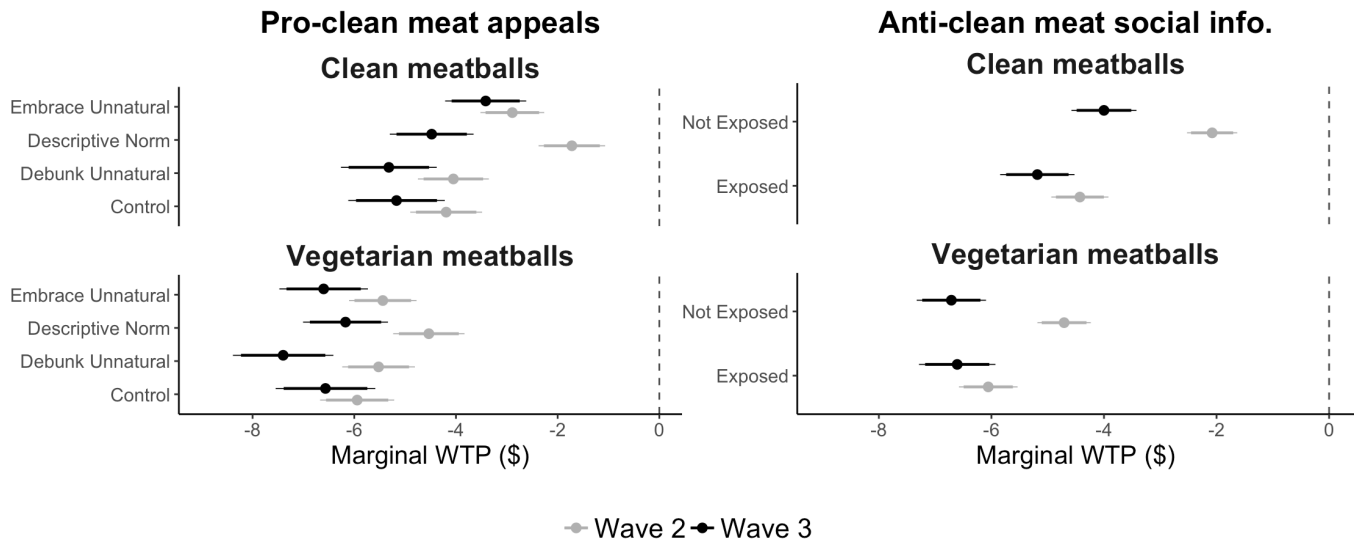 Pro-clean meat appeals
Clean meatballs
Embrace Unnatural
Descriptive Norm
Debunk Unnatural
Control
Vegetarian meatballs
Embrace Unnatural
Descriptive Norm
Debunk Unnatural
Control
-8 -6 -4 -2 0
Marginal WTP ($)
Anti-clean meat social info.
Clean meatballs
Not Exposed
Exposed
Vegetarian meatballs
Not Exposed
Exposed
-8 -6 -4 -2 0
Marginal WTP ($)
Wave 2 Wave 3